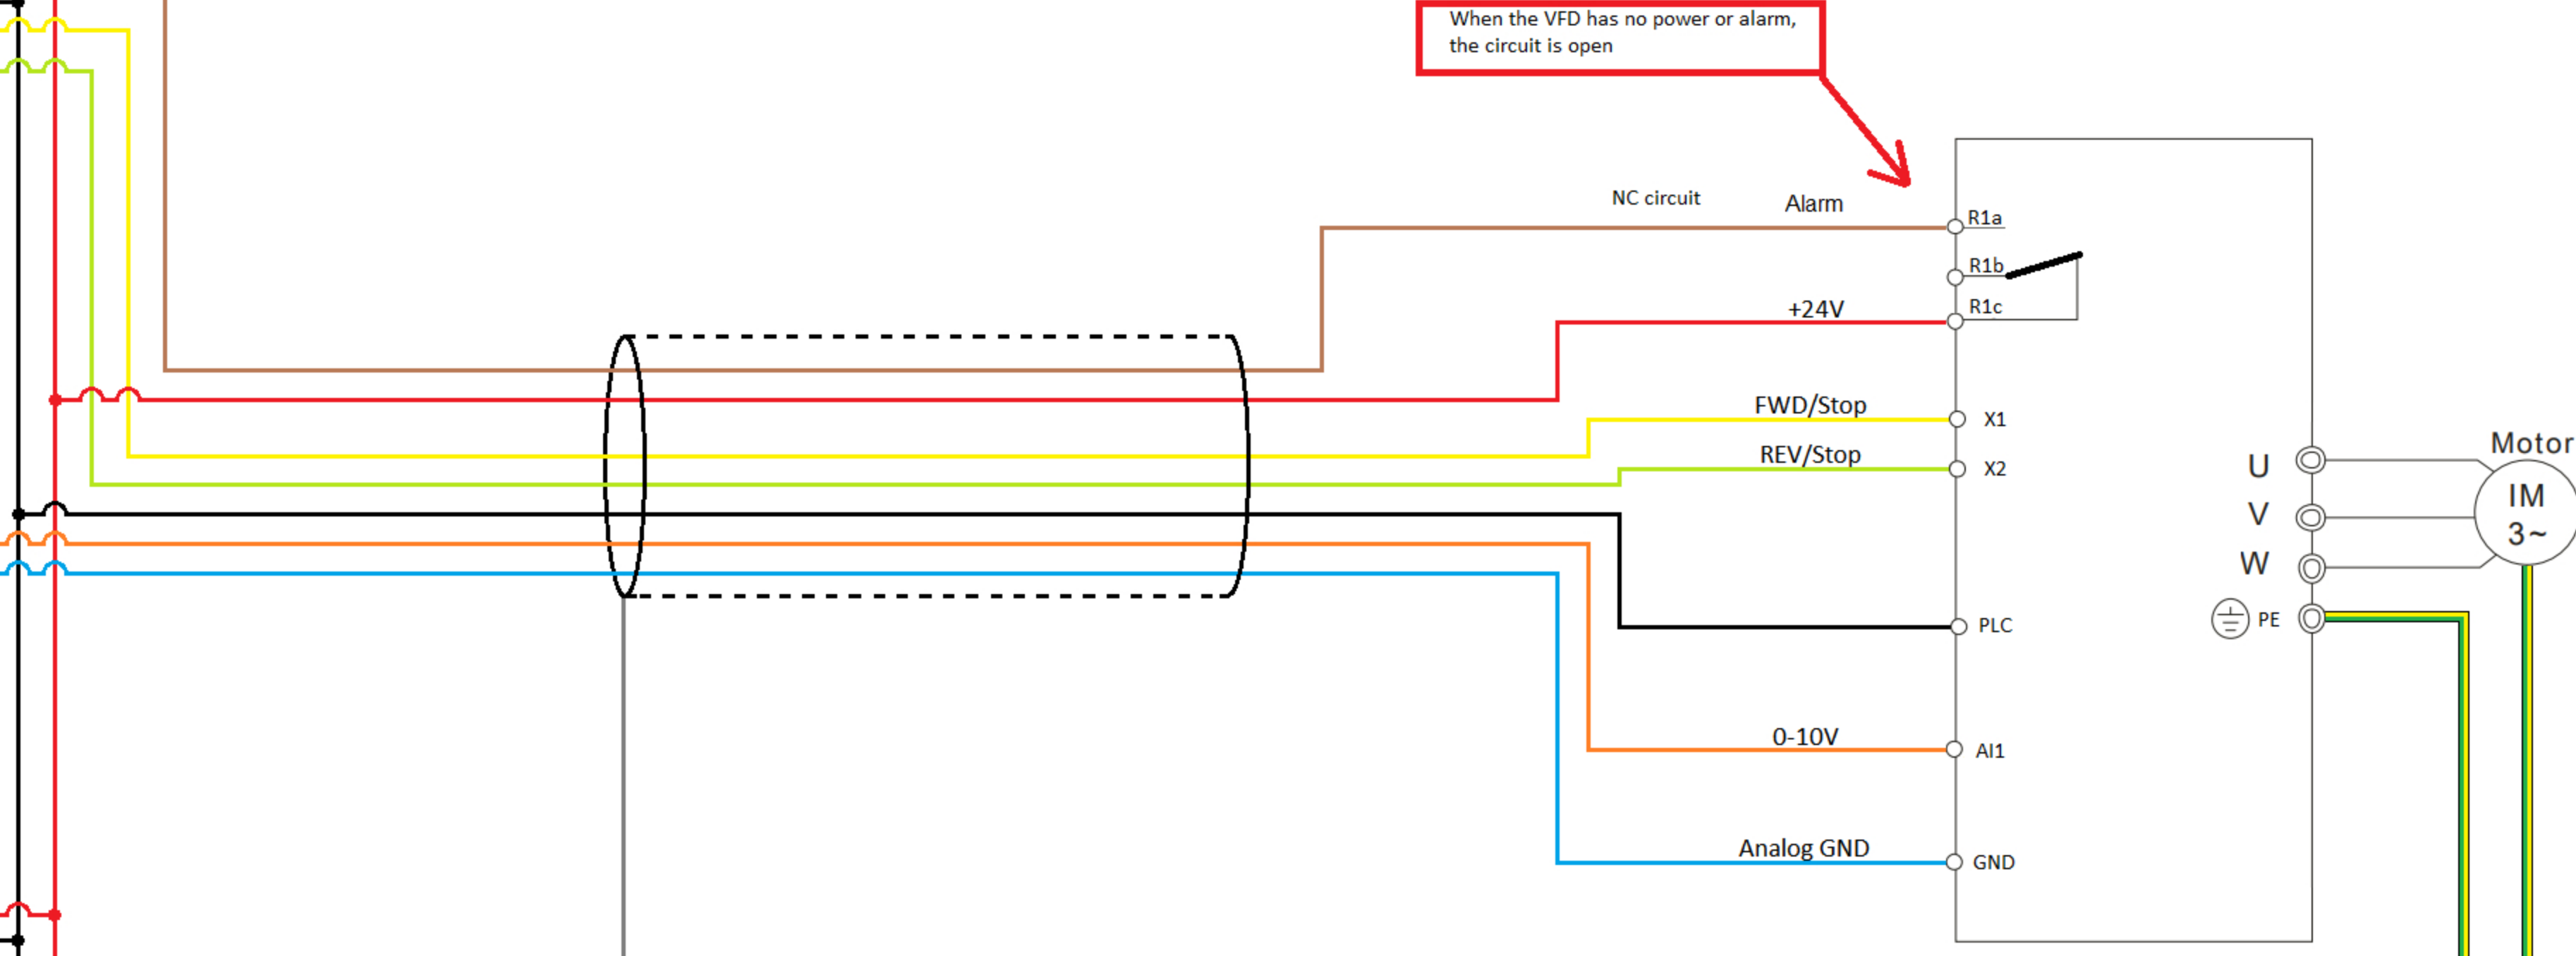 When the VFD has no power or alarm,
the circuit is open
NC circuit
Alarm
R1a
R1b
+24V
R1c
FWD/Stop
X1
REV/Stop
X2
Motor
U
IM
V
3~
W
PE
PLC
0-10V
AI1
Analog GND
GND